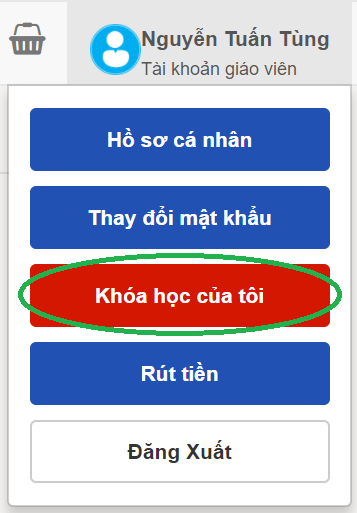 Nguyễn Tuấn Tùng
Tài khoản giáo viên
Hồ sơ cá nhân
Thay đổi mật khẩu
Khóa học của tôi
Rút tiền
Đăng Xuất